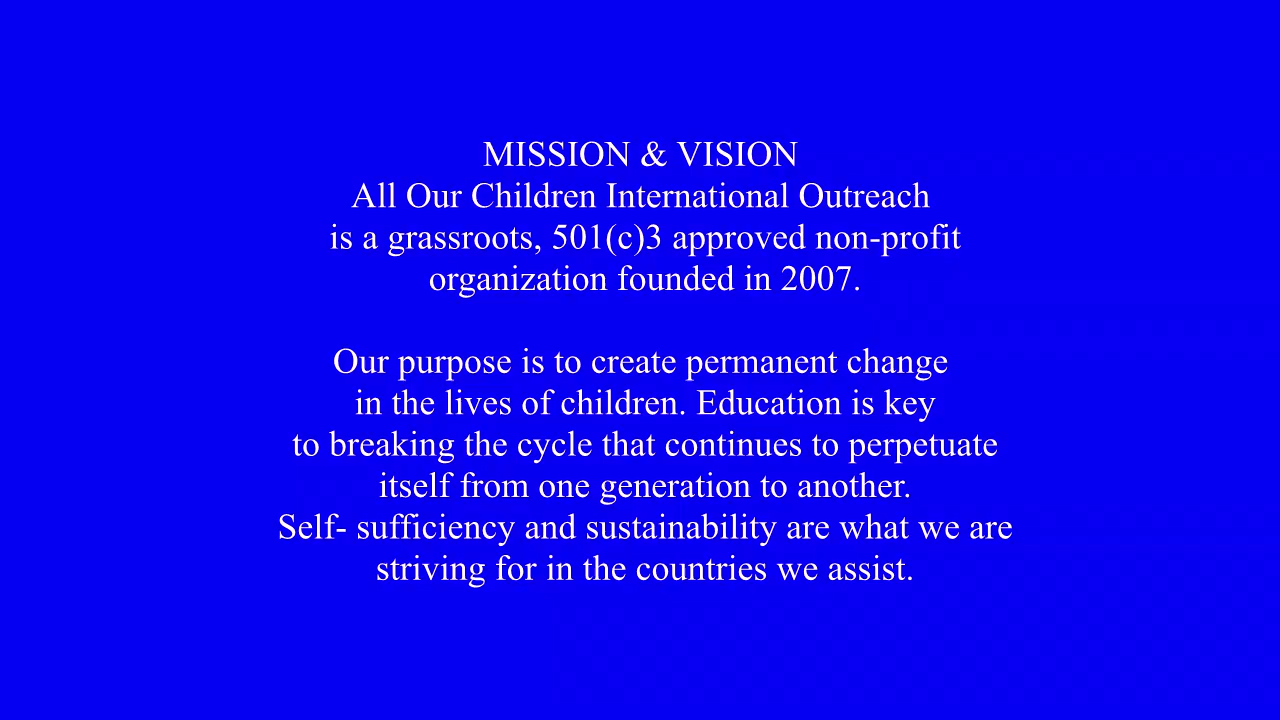 MISSION & VISION
All Our Children International Outreach
is a grassroots, 501(c)3 approved non-profit
organization founded in 2007.
Our purpose is to create permanent change
in the lives of children. Education is key
to breaking the cycle that continues to perpetuate
itself from one generation to another.
Self- sufficiency and sustainability are what we are
striving for in the countries we assist.